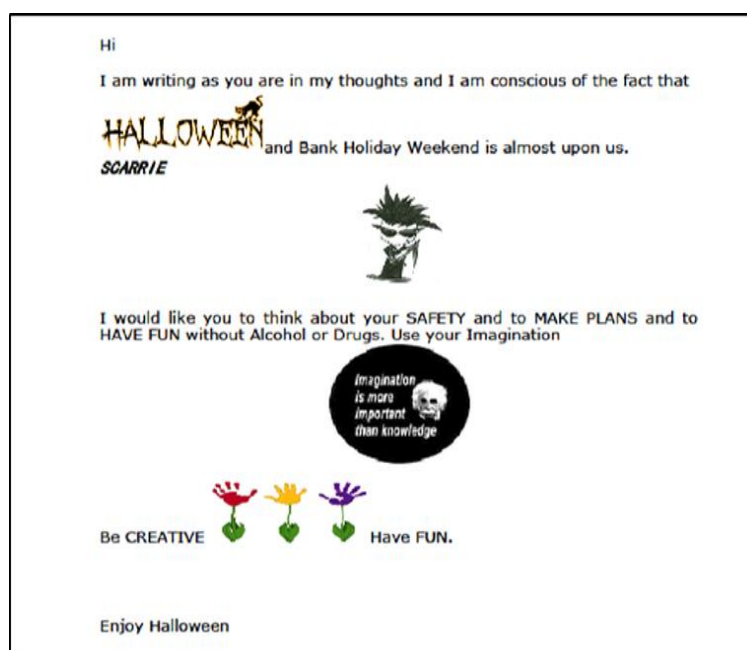 Hi
I am writing as you are in my thoughts and I am conscious of the fact that
HALLOWEEN and Bank Holiday Weekend is almost upon us.
SCARRIE
I would like you to think about your SAFETY and to MAKE PLANS and to
HAVE FUN without Alcohol or Drugs. Use your Imagination
Imagination
is more
important
than knowledge
Be CREATIVE Have FUN.
Enjoy Halloween